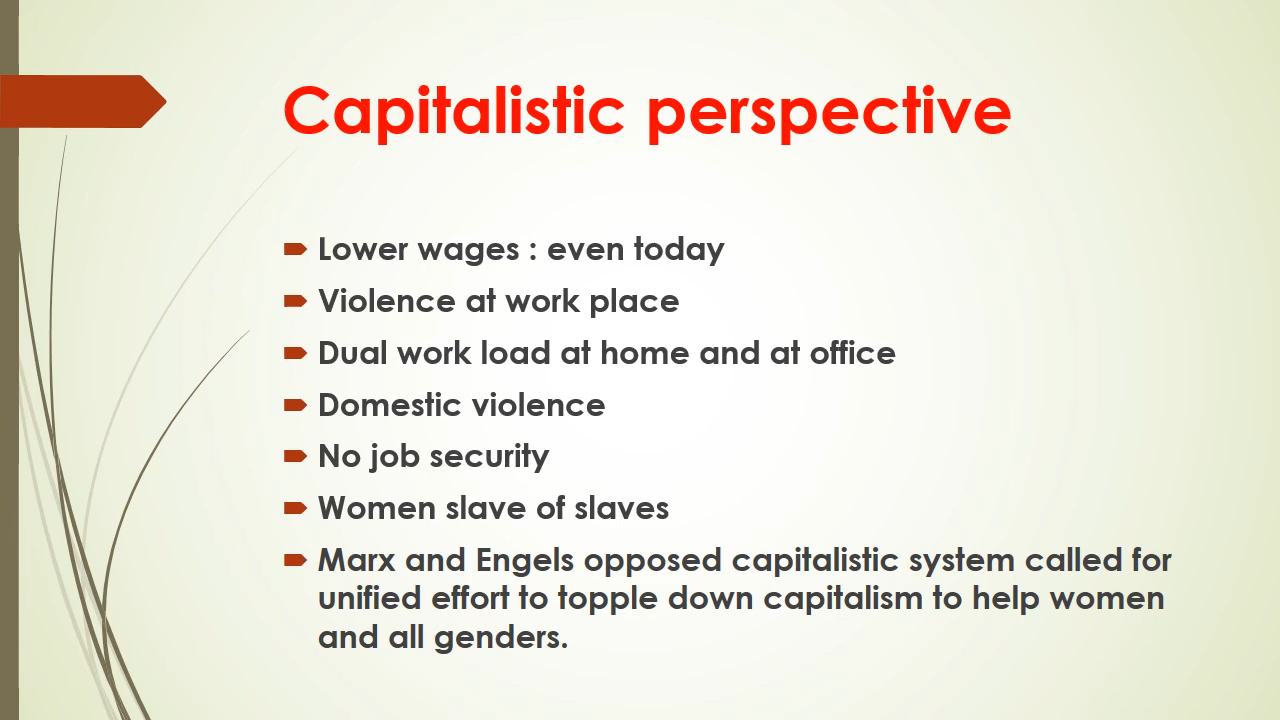 Capitalistic perspective
Lower wages : even today
Violence at work place
Dual work load at home and at office
Domestic violence
No job security
Women slave of slaves
Marx and Engels opposed capitalistic system called for
unified effort to topple down capitalism to help women
and all genders.